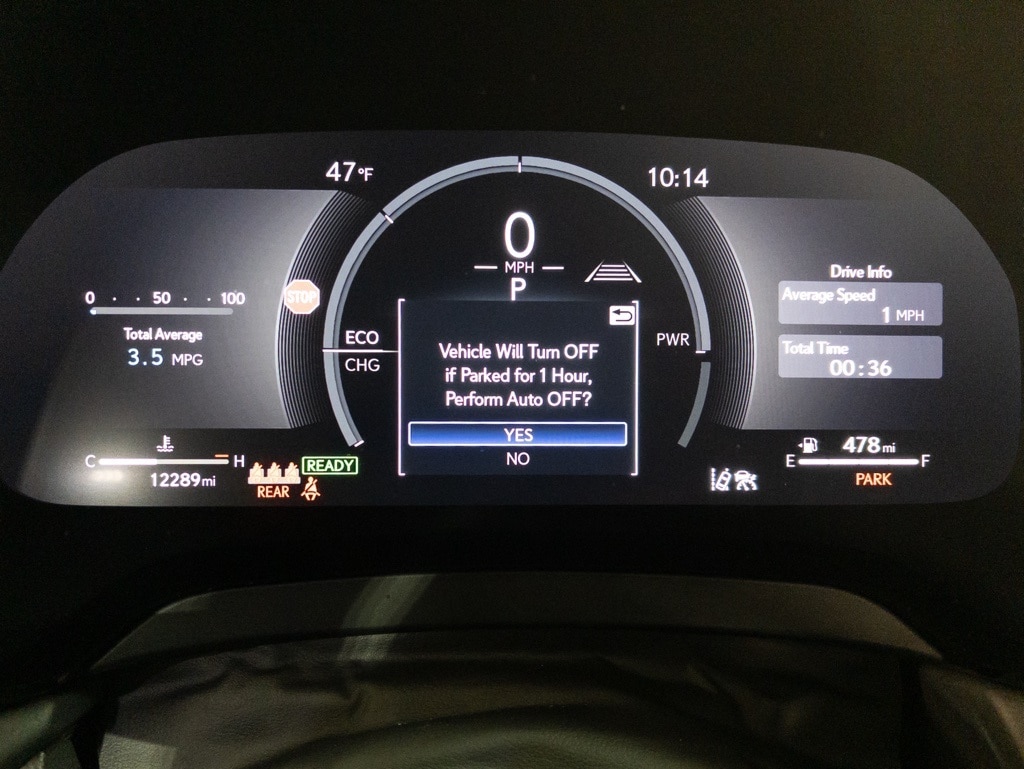 47°F
10:14
0
MPH
P
STOP
0 · · 50 · · 100
Total Average
3.5 MPG
ECO
CHG
PWR
Drive Info
Average Speed
1 MPH
Total Time
00:36
Vehicle Will Turn OFF
if Parked for 1 Hour,
Perform Auto OFF?
YES
NO
C H
12289mi
READY
REAR
478mi
E F
PARK